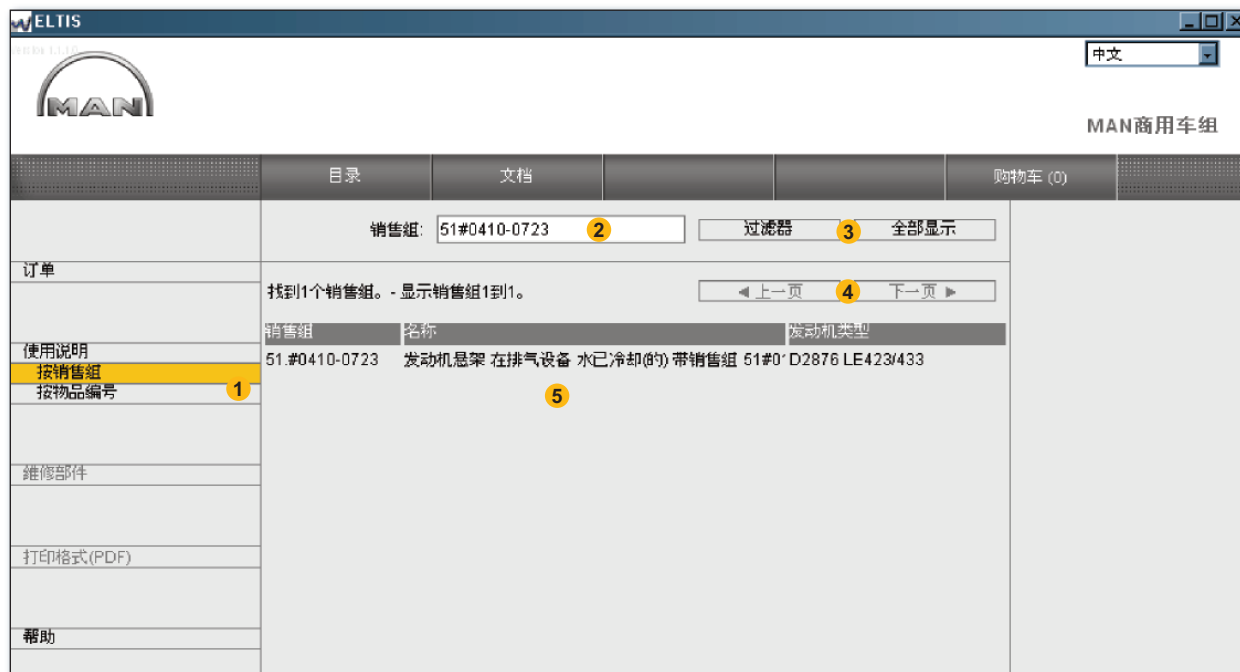 ELTIS
MAN
中文
MAN商用车组
目录 文档 购物车 (0)
销售组: 51#0410-0723 2 过滤器 3 全部显示
订单
找到1个销售组。- 显示销售组1到1。 ◀ 上一页 4 下一页 ▶
销售组 名称 发动机类型
使用说明
51.#0410-0723 发动机悬架 在排气设备 水已冷却(的) 带销售组 51#0 D2876 LE423/433
按销售组
按物品编号 1
5
維修部件
打印格式(PDF)
帮助